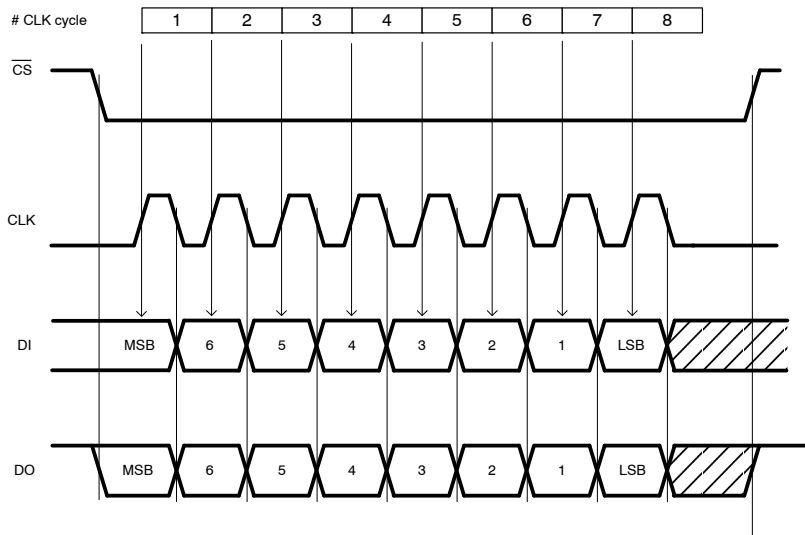 # CLK cycle 1 2 3 4 5 6 7 8
CS
CLK
DI MSB 6 5 4 3 2 1 LSB
DO MSB 6 5 4 3 2 1 LSB